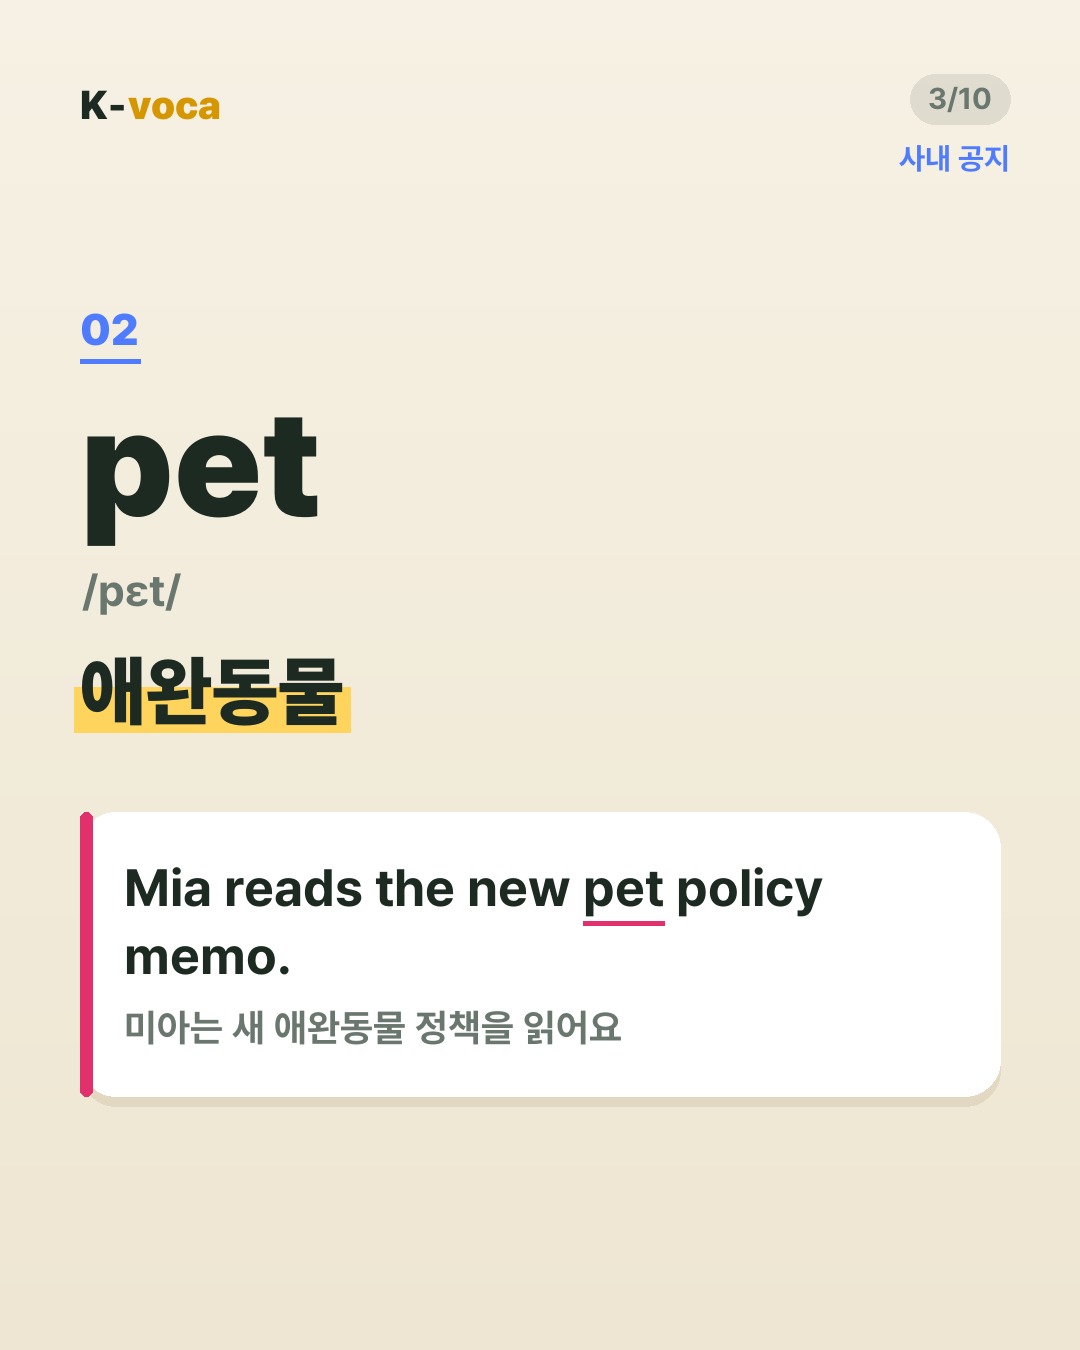 K-voca
3/10
사내 공지
02
pet
/pɛt/
애완동물
Mia reads the new pet policy
memo.
미아는 새 애완동물 정책을 읽어요